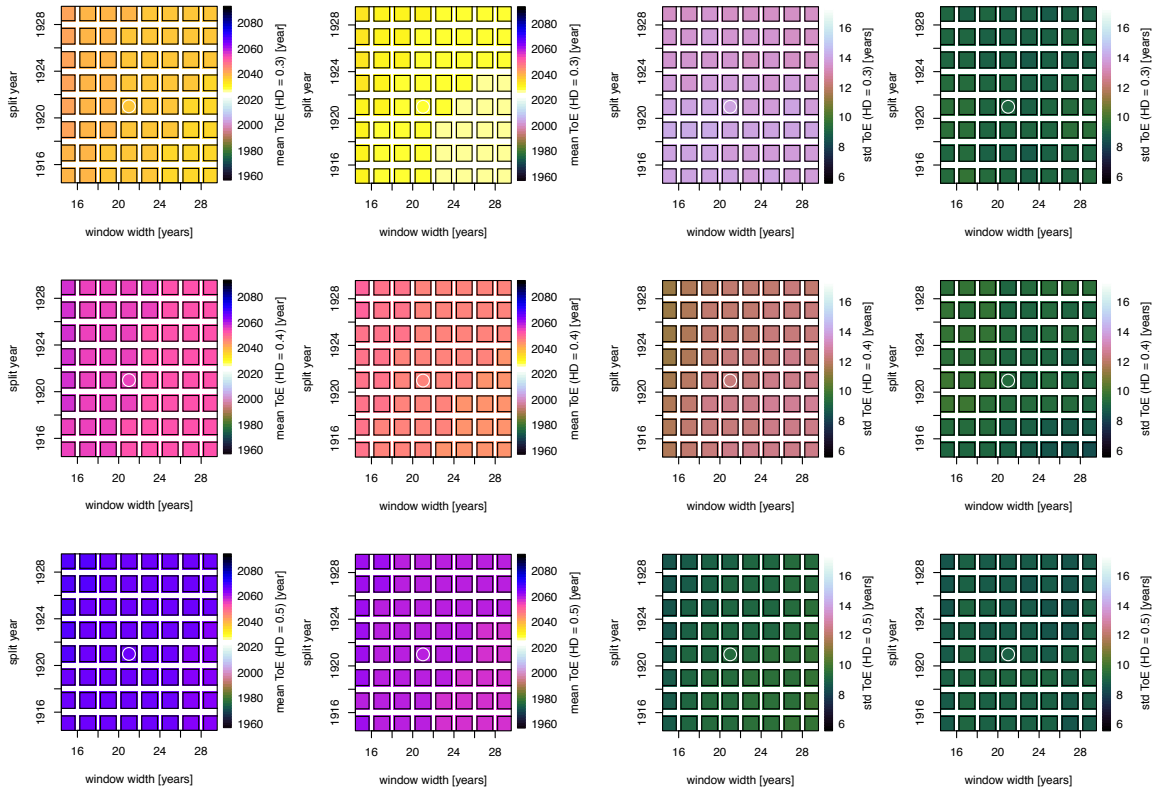 split year
1916 1920 1924 1928
16 20 24 28
window width [years]
1960 1980 2000 2020 2040 2060 2080
mean ToE (HD = 0.3) [year]
split year
1916 1920 1924 1928
16 20 24 28
window width [years]
1960 1980 2000 2020 2040 2060 2080
mean ToE (HD = 0.3) [year]
split year
1916 1920 1924 1928
16 20 24 28
window width [years]
6 8 10 12 14 16
std ToE (HD = 0.3) [years]
split year
1916 1920 1924 1928
16 20 24 28
window width [years]
6 8 10 12 14 16
std ToE (HD = 0.3) [years]
split year
1916 1920 1924 1928
16 20 24 28
window width [years]
1960 1980 2000 2020 2040 2060 2080
mean ToE (HD = 0.4) [year]
split year
1916 1920 1924 1928
16 20 24 28
window width [years]
1960 1980 2000 2020 2040 2060 2080
mean ToE (HD = 0.4) [year]
split year
1916 1920 1924 1928
16 20 24 28
window width [years]
6 8 10 12 14 16
std ToE (HD = 0.4) [years]
split year
1916 1920 1924 1928
16 20 24 28
window width [years]
6 8 10 12 14 16
std ToE (HD = 0.4) [years]
split year
1916 1920 1924 1928
16 20 24 28
window width [years]
1960 1980 2000 2020 2040 2060 2080
mean ToE (HD = 0.5) [year]
split year
1916 1920 1924 1928
16 20 24 28
window width [years]
1960 1980 2000 2020 2040 2060 2080
mean ToE (HD = 0.5) [year]
split year
1916 1920 1924 1928
16 20 24 28
window width [years]
6 8 10 12 14 16
std ToE (HD = 0.5) [years]
split year
1916 1920 1924 1928
16 20 24 28
window width [years]
6 8 10 12 14 16
std ToE (HD = 0.5) [years]